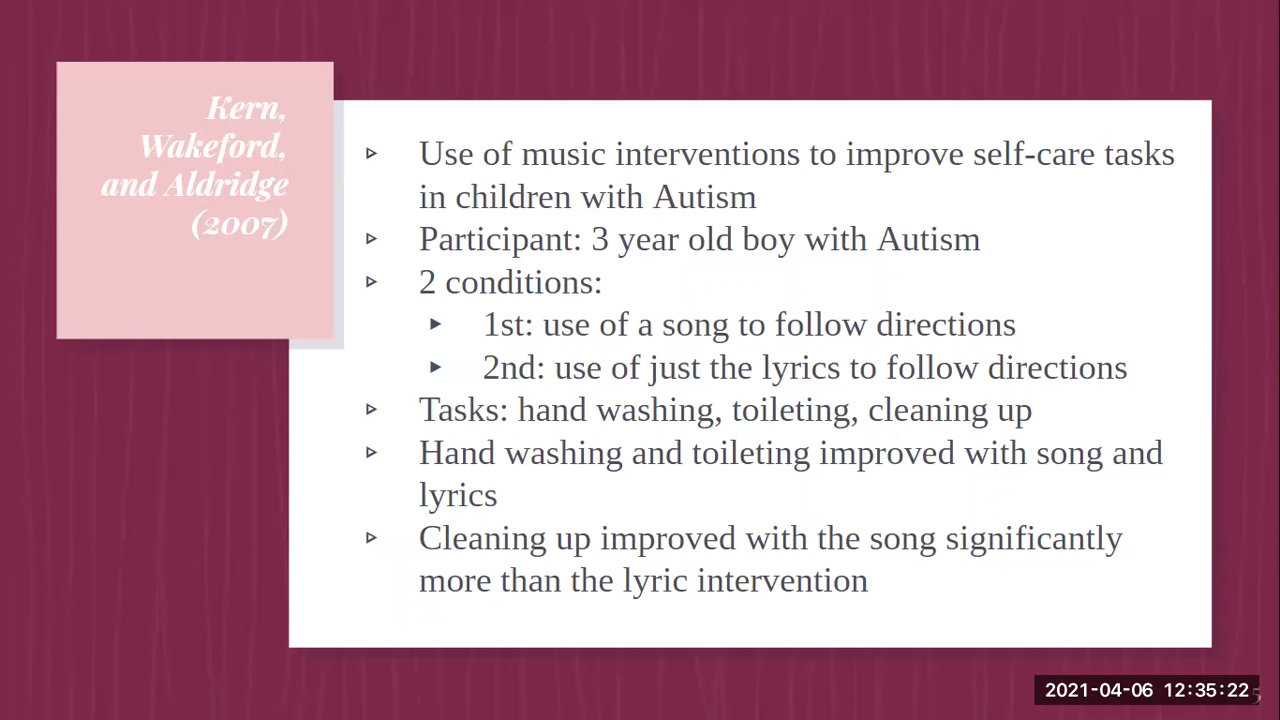 Kern,
Wakeford,
and Aldridge
(2007)
Use of music interventions to improve self-care tasks
in children with Autism
Participant: 3 year old boy with Autism
2 conditions:
1st: use of a song to follow directions
2nd: use of just the lyrics to follow directions
Tasks: hand washing, toileting, cleaning up
Hand washing and toileting improved with song and
lyrics
Cleaning up improved with the song significantly
more than the lyric intervention
2021-04-06 12:35:22
5